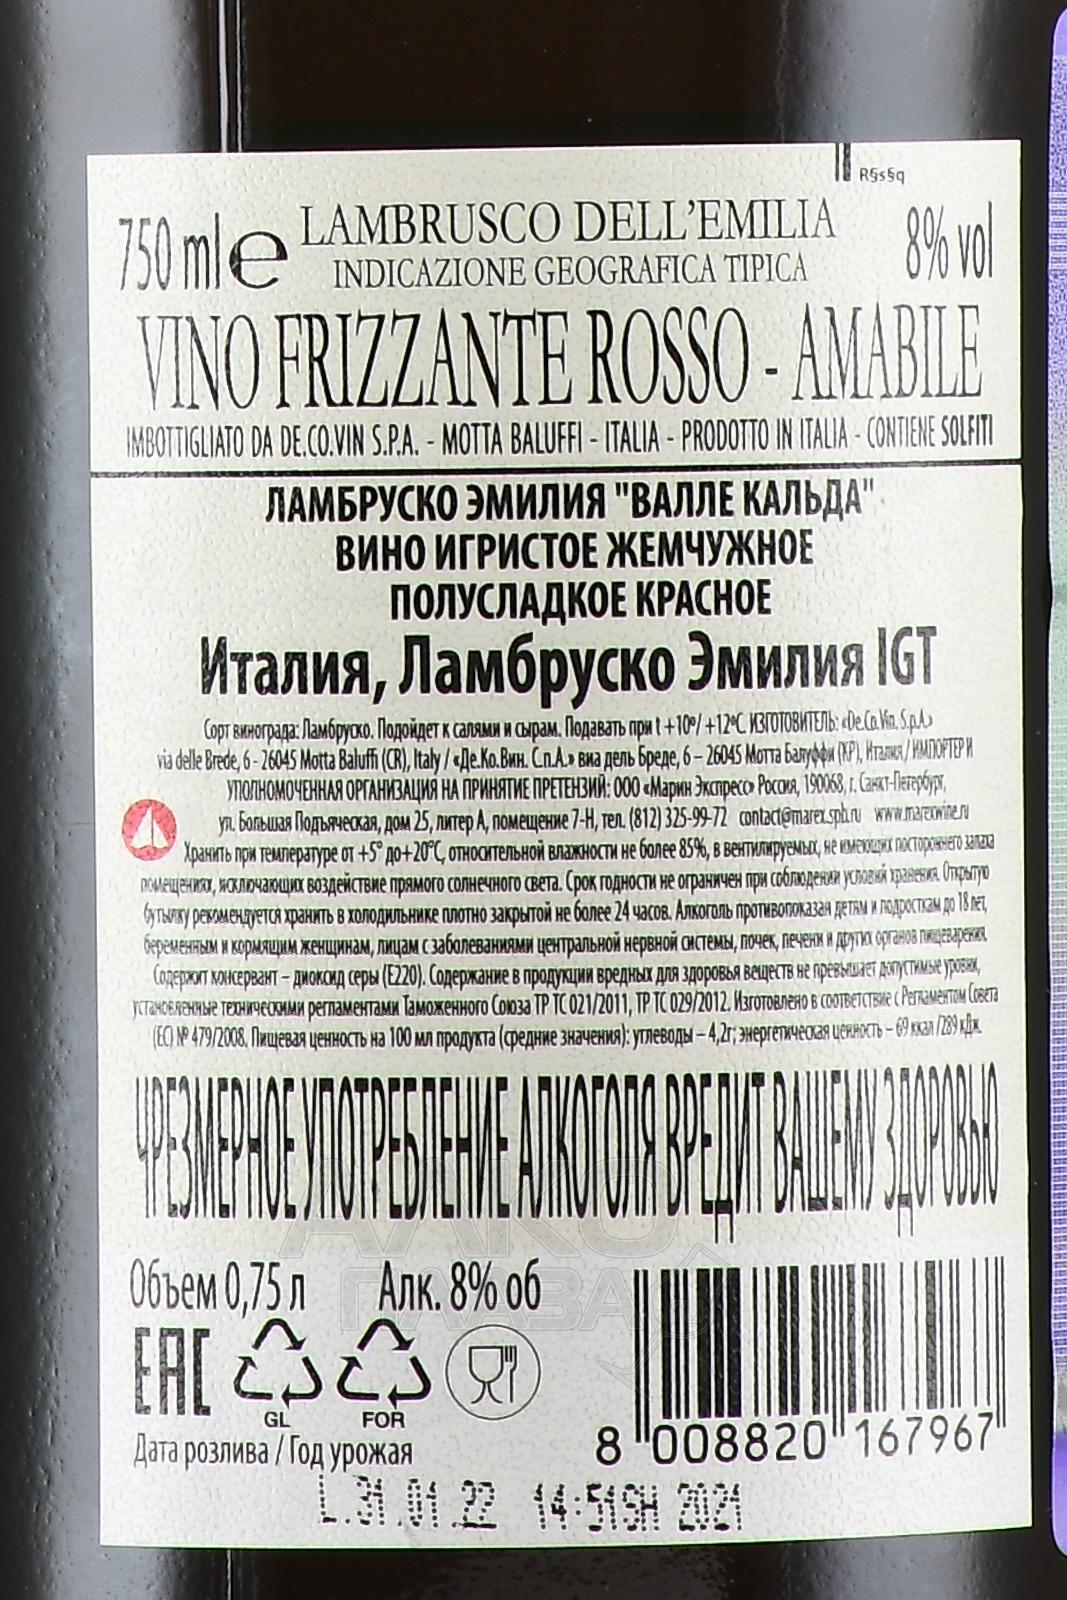 R§s§q
750 ml e LAMBRUSCO DELL'EMILIA 8% vol
INDICAZIONE GEOGRAFICA TIPICA
VINO FRIZZANTE ROSSO - AMABILE
IMBOTTIGLIATO DA DE.CO.VIN S.P.A. - MOTTA BALUFFI - ITALIA - PRODOTTO IN ITALIA - CONTIENE SOLFITI
ЛАМБРУСКО ЭМИЛИЯ "ВАЛЛЕ КАЛЬДА"
ВИНО ИГРИСТОЕ ЖЕМЧУЖНОЕ
ПОЛУСЛАДКОЕ КРАСНОЕ
Италия, Ламбруско Эмилия IGT
Сорт винограда: Ламбруско. Подойдет к салями и сырам. Подавать при t +10º/ +12ºC ИЗГОТОВИТЕЛЬ: «De.Co.Vin. S.p.A.»
via delle Brede, 6 - 26045 Motta Baluffi (CR), Italy / «Де.Ко.Вин. С.п.А.» виа дель Бреде, 6 – 26045 Мотта Балуффи (КР), Италия / ИМПОРТЕР И
УПОЛНОМОЧЕННАЯ ОРГАНИЗАЦИЯ НА ПРИНЯТИЕ ПРЕТЕНЗИЙ: ООО «Марин Экспресс» Россия, 190068, г. Санкт-Петербург,
ул. Большая Подъяческая, дом 25, литер А, помещение 7-Н, тел. (812) 325-99-72 contact@marex.spb.ru www.marexwine.ru
Хранить при температуре от +5° до+20°C, относительной влажности не более 85%, в вентилируемых, не имеющих постороннего запаха
помещениях, исключающих воздействие прямого солнечного света. Срок годности не ограничен при соблюдении условий хранения. Открытую
бутылку рекомендуется хранить в холодильнике плотно закрытой не более 24 часов. Алкоголь противопоказан детям и подросткам до 18 лет,
беременным и кормящим женщинам, лицам с заболеваниями центральной нервной системы, почек, печени и других органов пищеварения.
Содержит консервант – диоксид серы (Е220). Содержание в продукции вредных для здоровья веществ не превышает допустимые уровни,
установленные техническими регламентами Таможенного Союза ТР ТС 021/2011, ТР ТС 029/2012. Изготовлено в соответствие с Регламентом Совета
(ЕС) № 479/2008. Пищевая ценность на 100 мл продукта (средние значения): углеводы – 4,2г; энергетическая ценность – 69 ккал /289 кДж.
ЧРЕЗМЕРНОЕ УПОТРЕБЛЕНИЕ АЛКОГОЛЯ ВРЕДИТ ВАШЕМУ ЗДОРОВЬЮ
АЛКО
ПЛАЗА
Объем 0,75 л Алк. 8% об
EAC
GL FOR
8 008820 167967
Дата розлива / Год урожая
L.31.01.22 14:51SH 2021